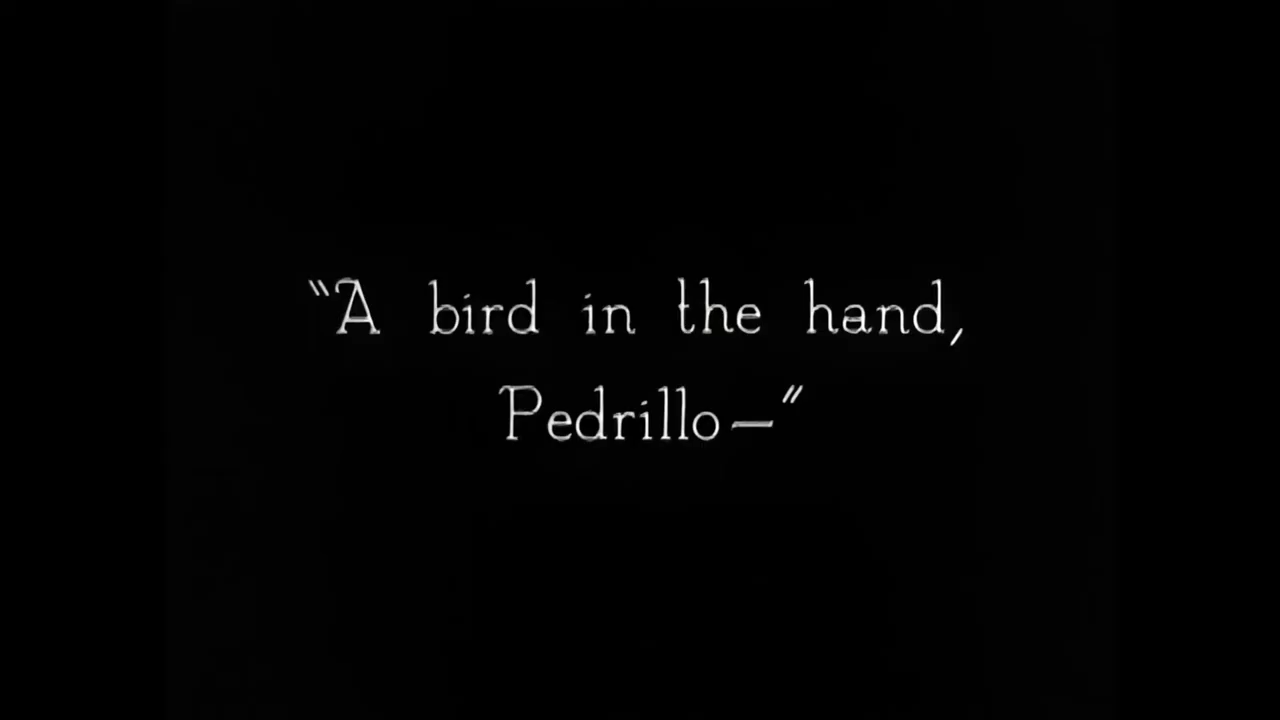 “A bird in the hand,
Pedrillo—”